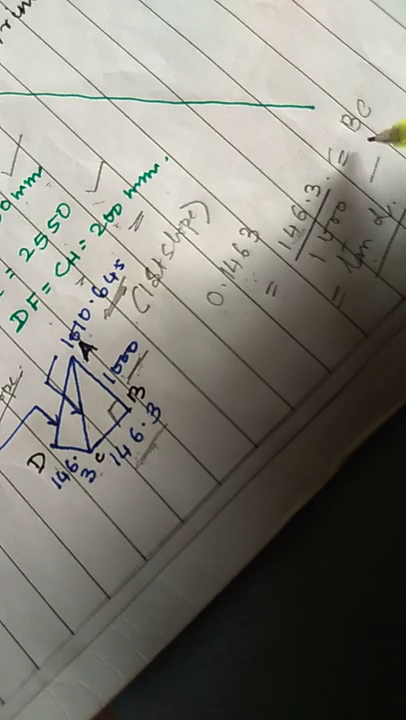 = 2550
DF = CH = 200 mm.
=
(1st slope)
0.1463
= 146.3
1000
(= BC
= tan α.
1010.645
A
1000
B
146.3
C
D
146.
3